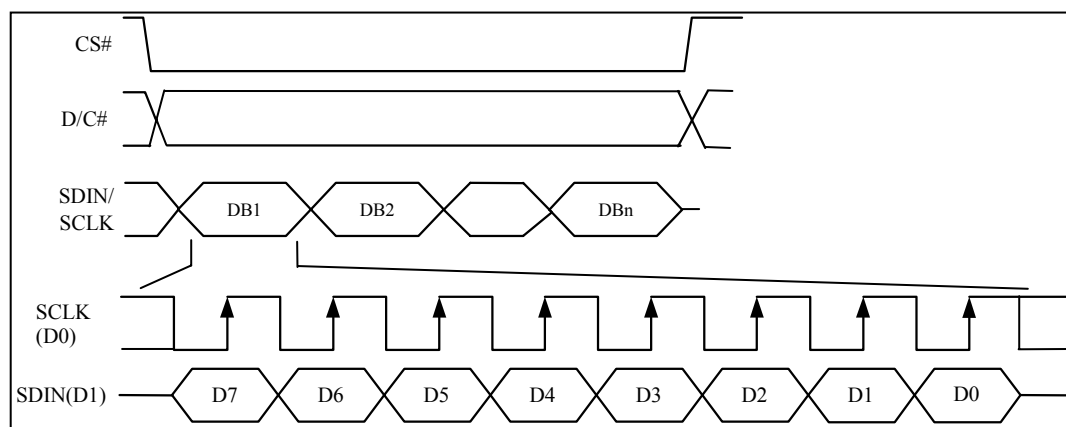 CS#
D/C#
SDIN/
SCLK
DB1 DB2 DBn
SCLK
(D0)
SDIN(D1) D7 D6 D5 D4 D3 D2 D1 D0